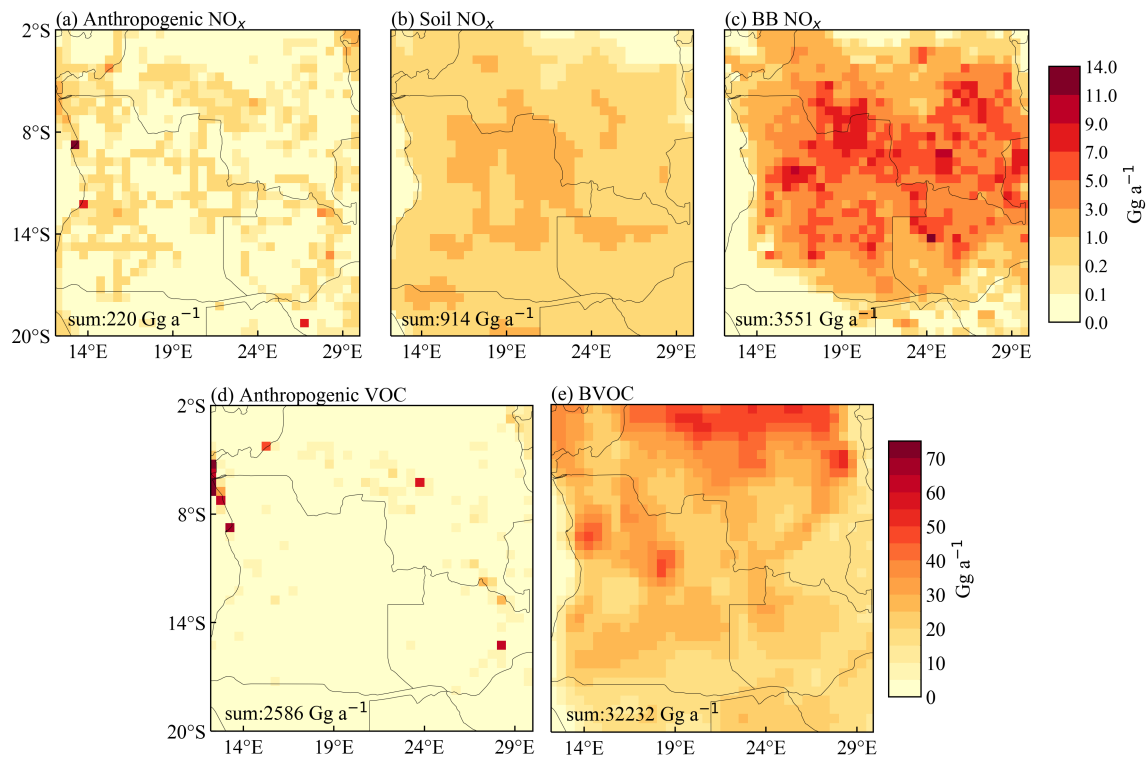 (a) Anthropogenic NOₓ
(b) Soil NOₓ
(c) BB NOₓ
2°S
8°S
14°S
20°S
sum:220 Gg a⁻¹
sum:914 Gg a⁻¹
sum:3551 Gg a⁻¹
14°E 19°E 24°E 29°E
14°E 19°E 24°E 29°E
14°E 19°E 24°E 29°E
14.0
11.0
9.0
7.0
5.0
4.0
3.0
1.0
0.2
0.1
0.0
Gg a⁻¹
(d) Anthropogenic VOC
(e) BVOC
2°S
8°S
14°S
20°S
sum:2586 Gg a⁻¹
sum:32232 Gg a⁻¹
14°E 19°E 24°E 29°E
14°E 19°E 24°E 29°E
70
60
50
40
30
20
10
0
Gg a⁻¹